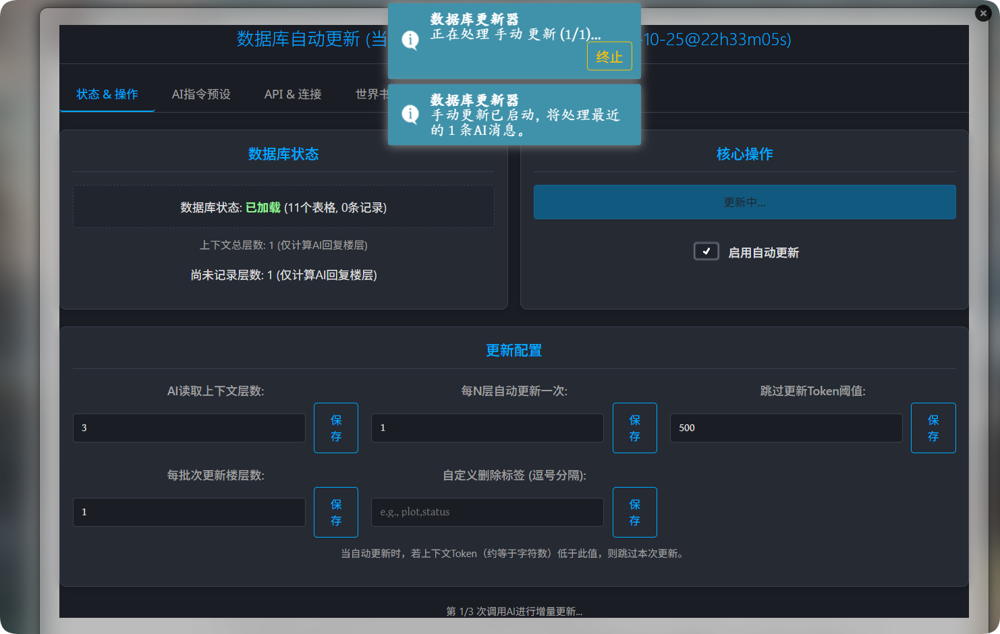 数据库自动更新 (当
-10-25@22h33m05s)
数据库更新器
正在处理 手动 更新 (1/1)...
终止
数据库更新器
手动更新已启动，将处理最近
的 1 条AI消息。
状态 & 操作
AI指令预设
API & 连接
世界书
数据库状态
数据库状态: 已加载 (11个表格, 0条记录)
上下文总层数: 1 (仅计算AI回复楼层)
尚未记录层数: 1 (仅计算AI回复楼层)
核心操作
更新中...
启用自动更新
更新配置
AI读取上下文层数:
3
保
存
每N层自动更新一次:
1
保
存
跳过更新Token阈值:
500
保
存
每批次更新楼层数:
1
保
存
自定义删除标签 (逗号分隔):
e.g., plot,status
保
存
当自动更新时，若上下文Token（约等于字符数）低于此值，则跳过本次更新。
第 1/3 次调用AI进行增量更新...